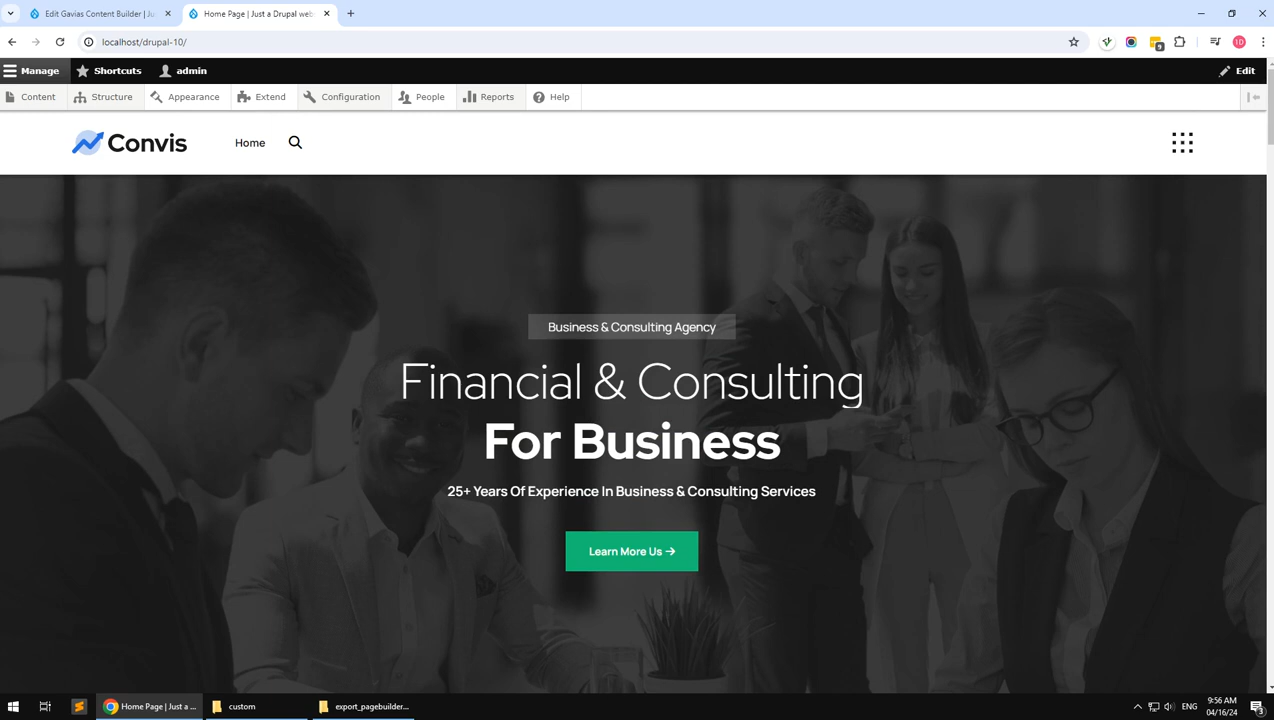 Edit Gavias Content Builder | Ju
Home Page | Just a Drupal web
localhost/drupal-10/
9
1D
Manage
Shortcuts
admin
Edit
Content
Structure
Appearance
Extend
Configuration
People
Reports
Help
Convis
Home
Business & Consulting Agency
Financial & Consulting
For Business
25+ Years Of Experience In Business & Consulting Services
Learn More Us →
Home Page | Just a ...
custom
export_pagebuilder...
ENG
9:56 AM
04/16/24
3